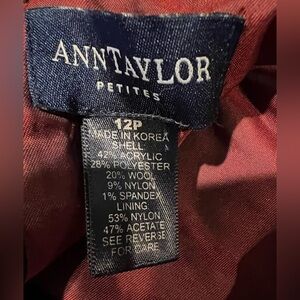 ANNTAYLOR
PETITES
12P
MADE IN KOREA
SHELL
42% ACRYLIC
28% POLYESTER
20% WOOL
9% NYLON
1% SPANDEX
LINING
53% NYLON
47% ACETATE
SEE REVERSE
FOR CARE